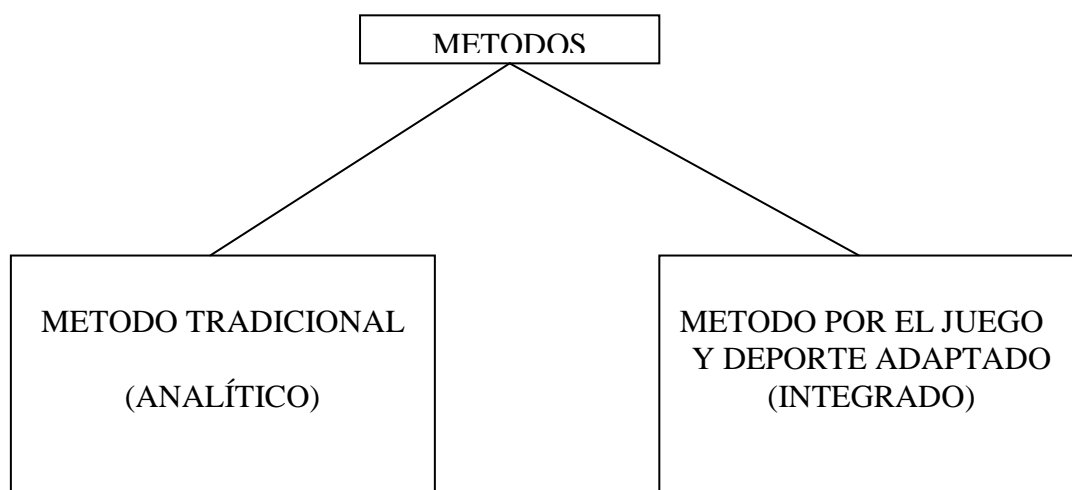 METODOS
METODO TRADICIONAL
(ANALÍTICO)
METODO POR EL JUEGO
Y DEPORTE ADAPTADO
(INTEGRADO)